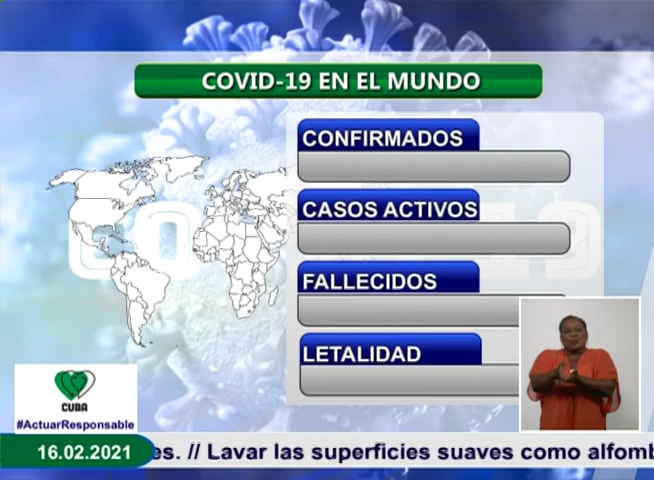 COVID-19 EN EL MUNDO
CONFIRMADOS
CASOS ACTIVOS
FALLECIDOS
LETALIDAD
CUBA
#ActuarResponsable
16.02.2021
es. // Lavar las superficies suaves como alfomb